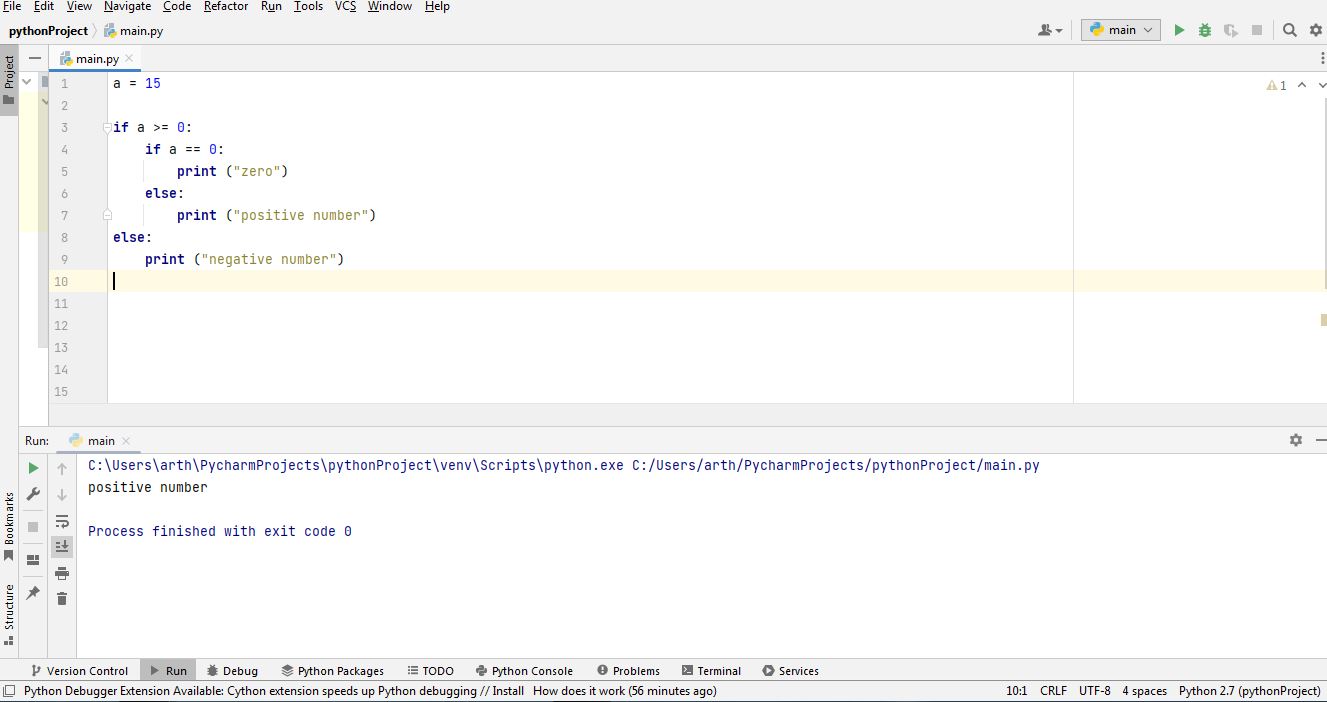 File Edit View Navigate Code Refactor Run Tools VCS Window Help
pythonProject main.py main
Project
main.py
1 a = 15
1
2
3 if a >= 0:
4     if a == 0:
5         print ("zero")
6     else:
7         print ("positive number")
8 else:
9     print ("negative number")
10
11
12
13
14
15
Run: main
C:\Users\arth\PycharmProjects\pythonProject\venv\Scripts\python.exe C:/Users/arth/PycharmProjects/pythonProject/main.py
positive number
Process finished with exit code 0
Bookmarks
Structure
Version Control Run Debug Python Packages TODO Python Console Problems Terminal Services
Python Debugger Extension Available: Cython extension speeds up Python debugging // Install How does it work (56 minutes ago) 10:1 CRLF UTF-8 4 spaces Python 2.7 (pythonProject)